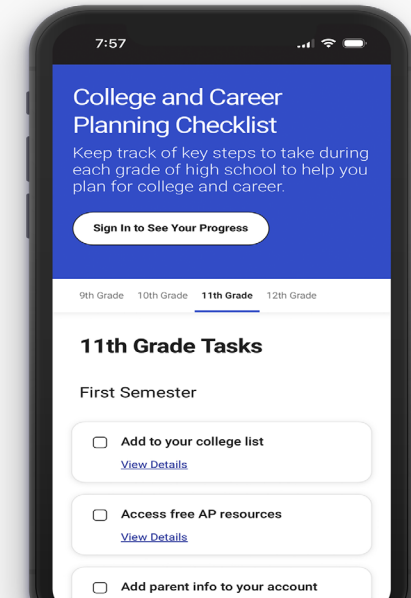 7:57
College and Career
Planning Checklist
Keep track of key steps to take during
each grade of high school to help you
plan for college and career.
Sign In to See Your Progress
9th Grade 10th Grade 11th Grade 12th Grade
11th Grade Tasks
First Semester
Add to your college list
View Details
Access free AP resources
View Details
Add parent info to your account